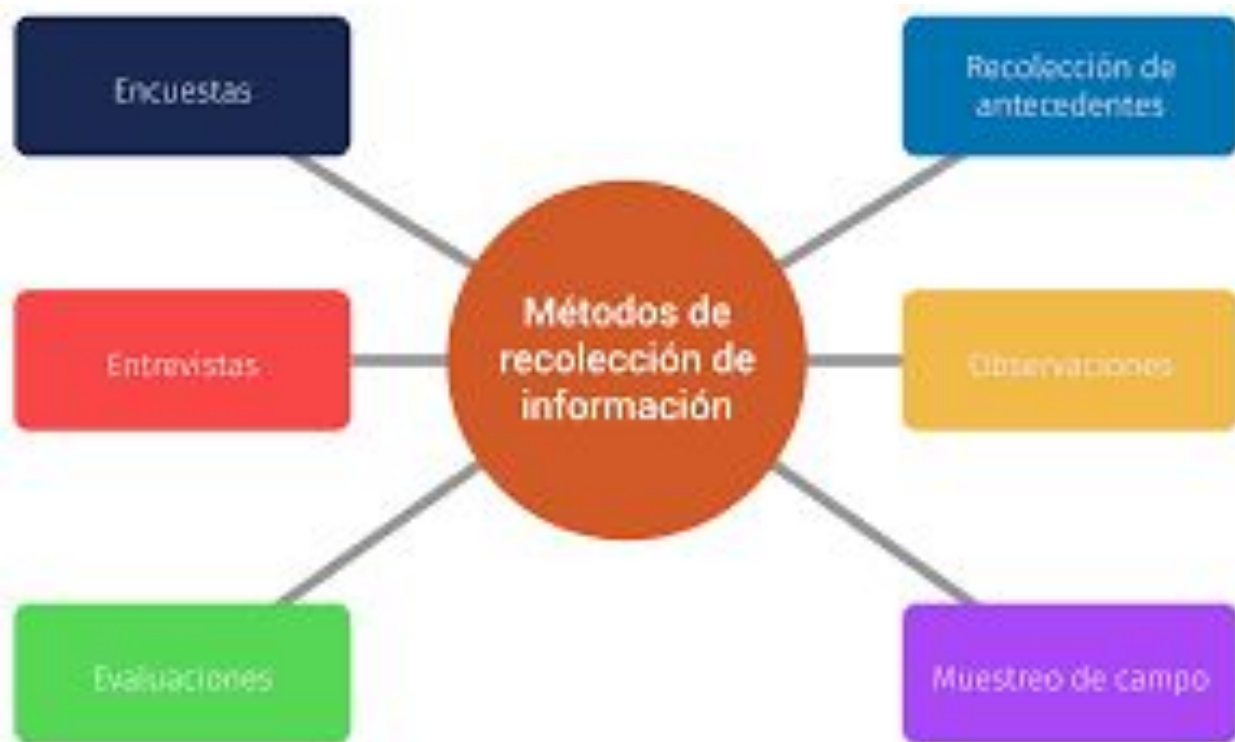 Encuestas
Recolección de
antecedentes
Métodos de
recolección de
información
Entrevistas
Observaciones
Evaluaciones
Muestreo de campo